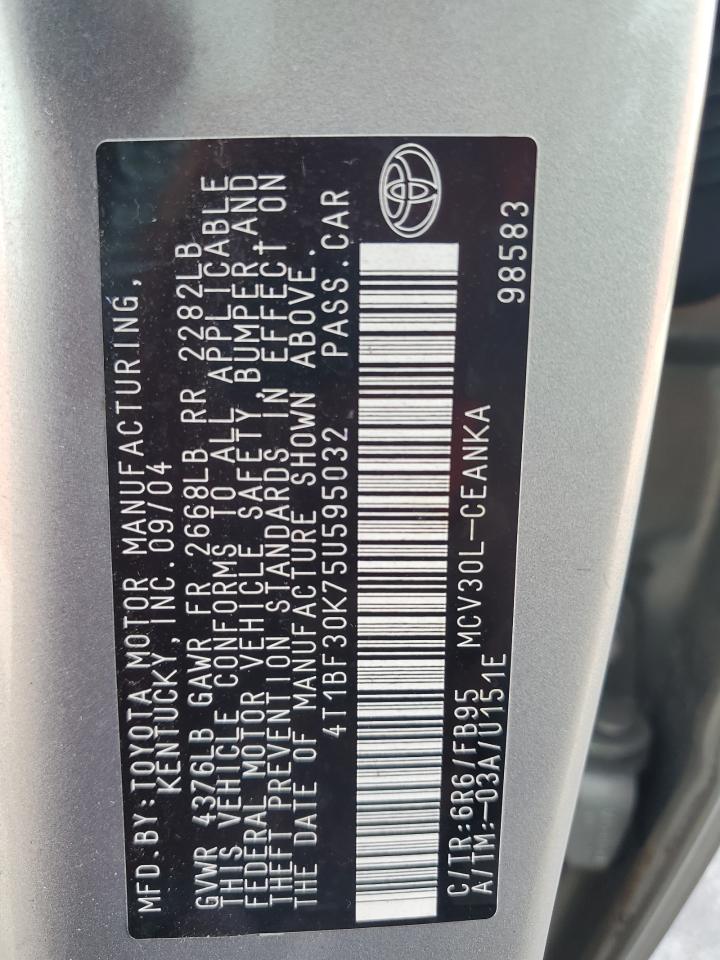 MFD.BY:TOYOTA MOTOR MANUFACTURING,
KENTUCKY, INC.09/04
GVWR 4376LB GAWR FR 2668LB RR 2282LB
THIS VEHICLE CONFORMS TO ALL APPLICABLE
FEDERAL MOTOR VEHICLE SAFETY, BUMPER, AND
THEFT PREVENTION STANDARDS IN EFFECT ON
THE DATE OF MANUFACTURE SHOWN ABOVE.
4T1BF30K75U595032 PASS.CAR
C/TR:6R6/FB95 MCV30L-CEANKA
A/TM:-03A/U151E 98583